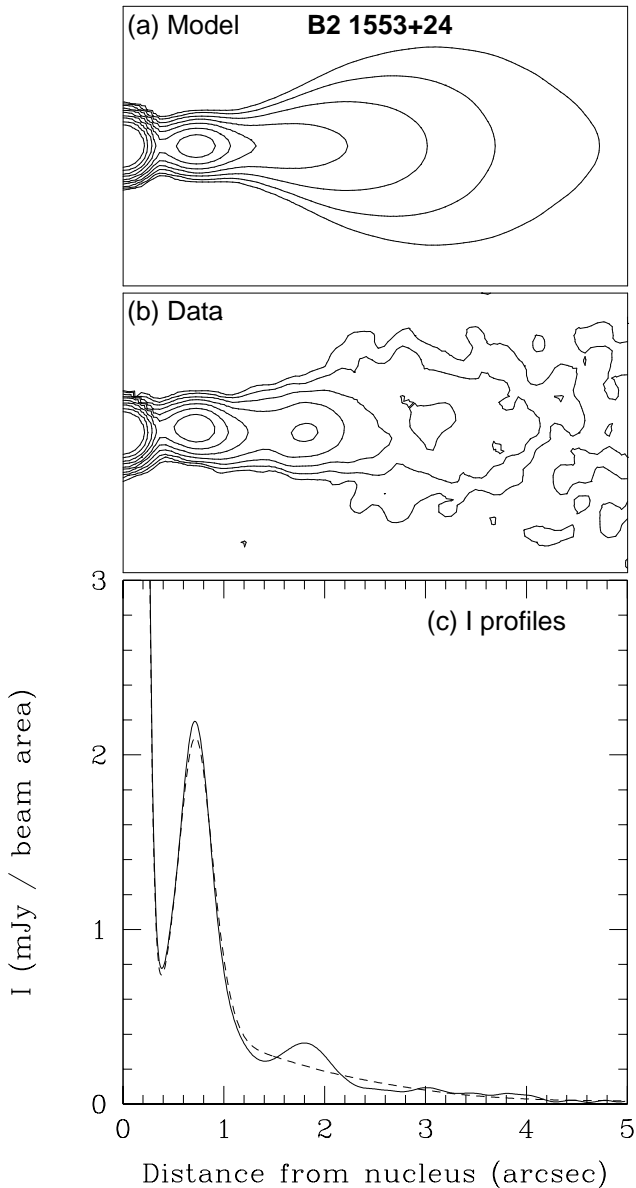 (a) Model B2 1553+24
(b) Data
(c) I profiles
3
2
1
0
I (mJy / beam area)
0 1 2 3 4 5
Distance from nucleus (arcsec)